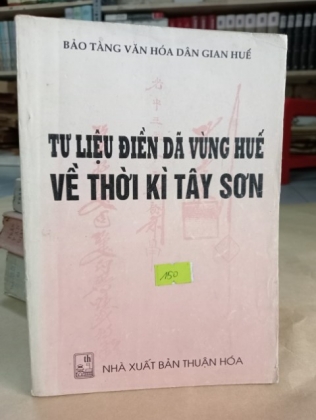 BẢO TÀNG VĂN HÓA DÂN GIAN HUẾ
TƯ LIỆU ĐIỀN DÃ VÙNG HUẾ
VỀ THỜI KÌ TÂY SƠN
150
th
NHÀ XUẤT BẢN THUẬN HÓA